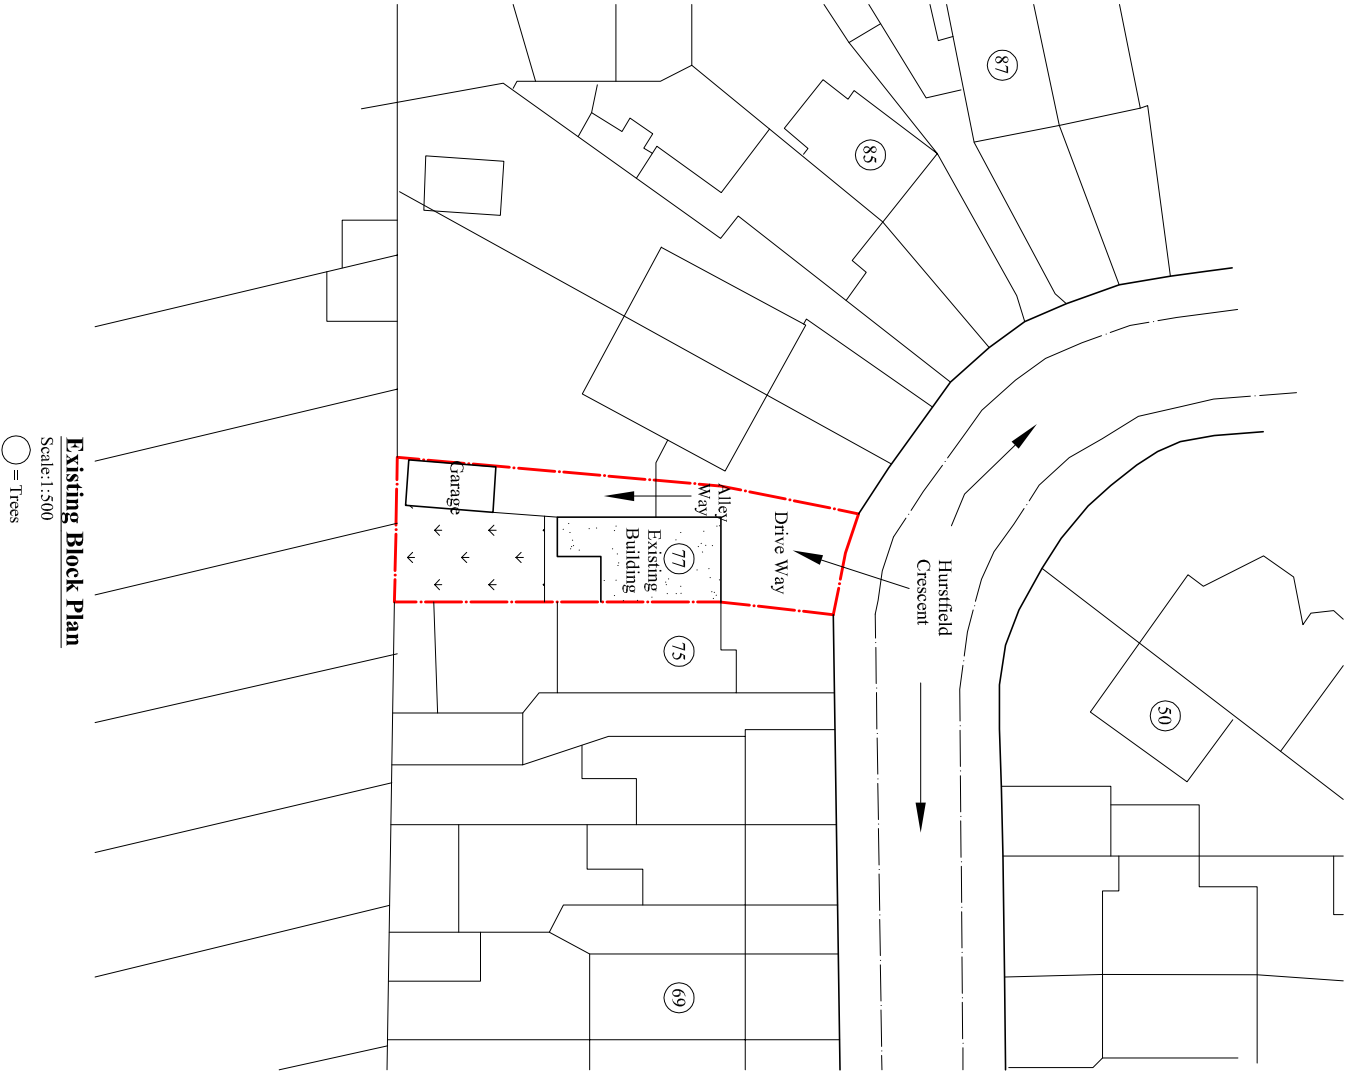 87
85
Hurstfield
Crescent
Drive Way
Alley
Way
Garage
77
Existing
Building
75
50
69
Existing Block Plan
Scale:1:500
= Trees